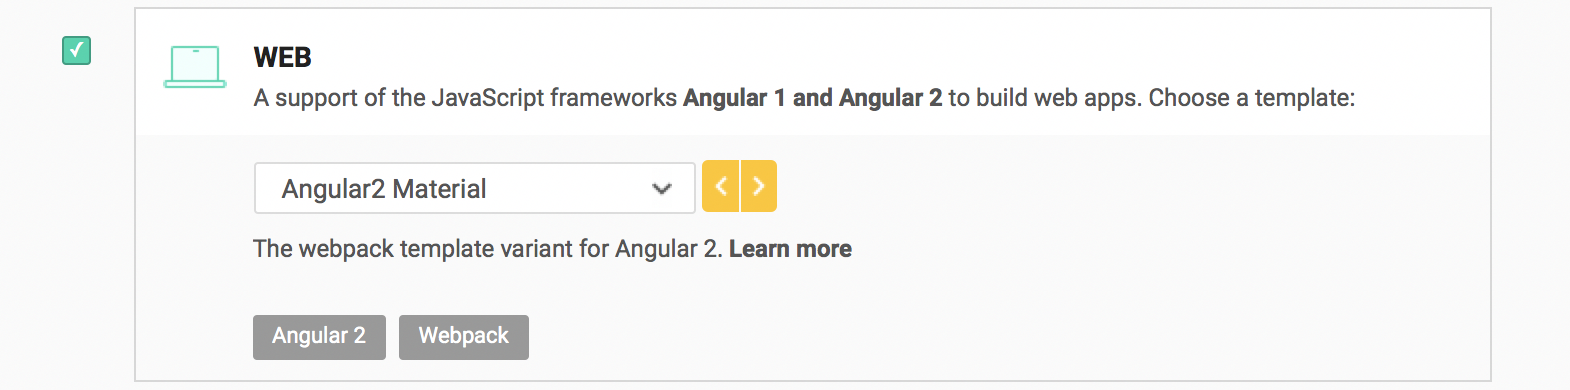 WEB
A support of the JavaScript frameworks Angular 1 and Angular 2 to build web apps. Choose a template:
Angular2 Material
The webpack template variant for Angular 2. Learn more
Angular 2 Webpack